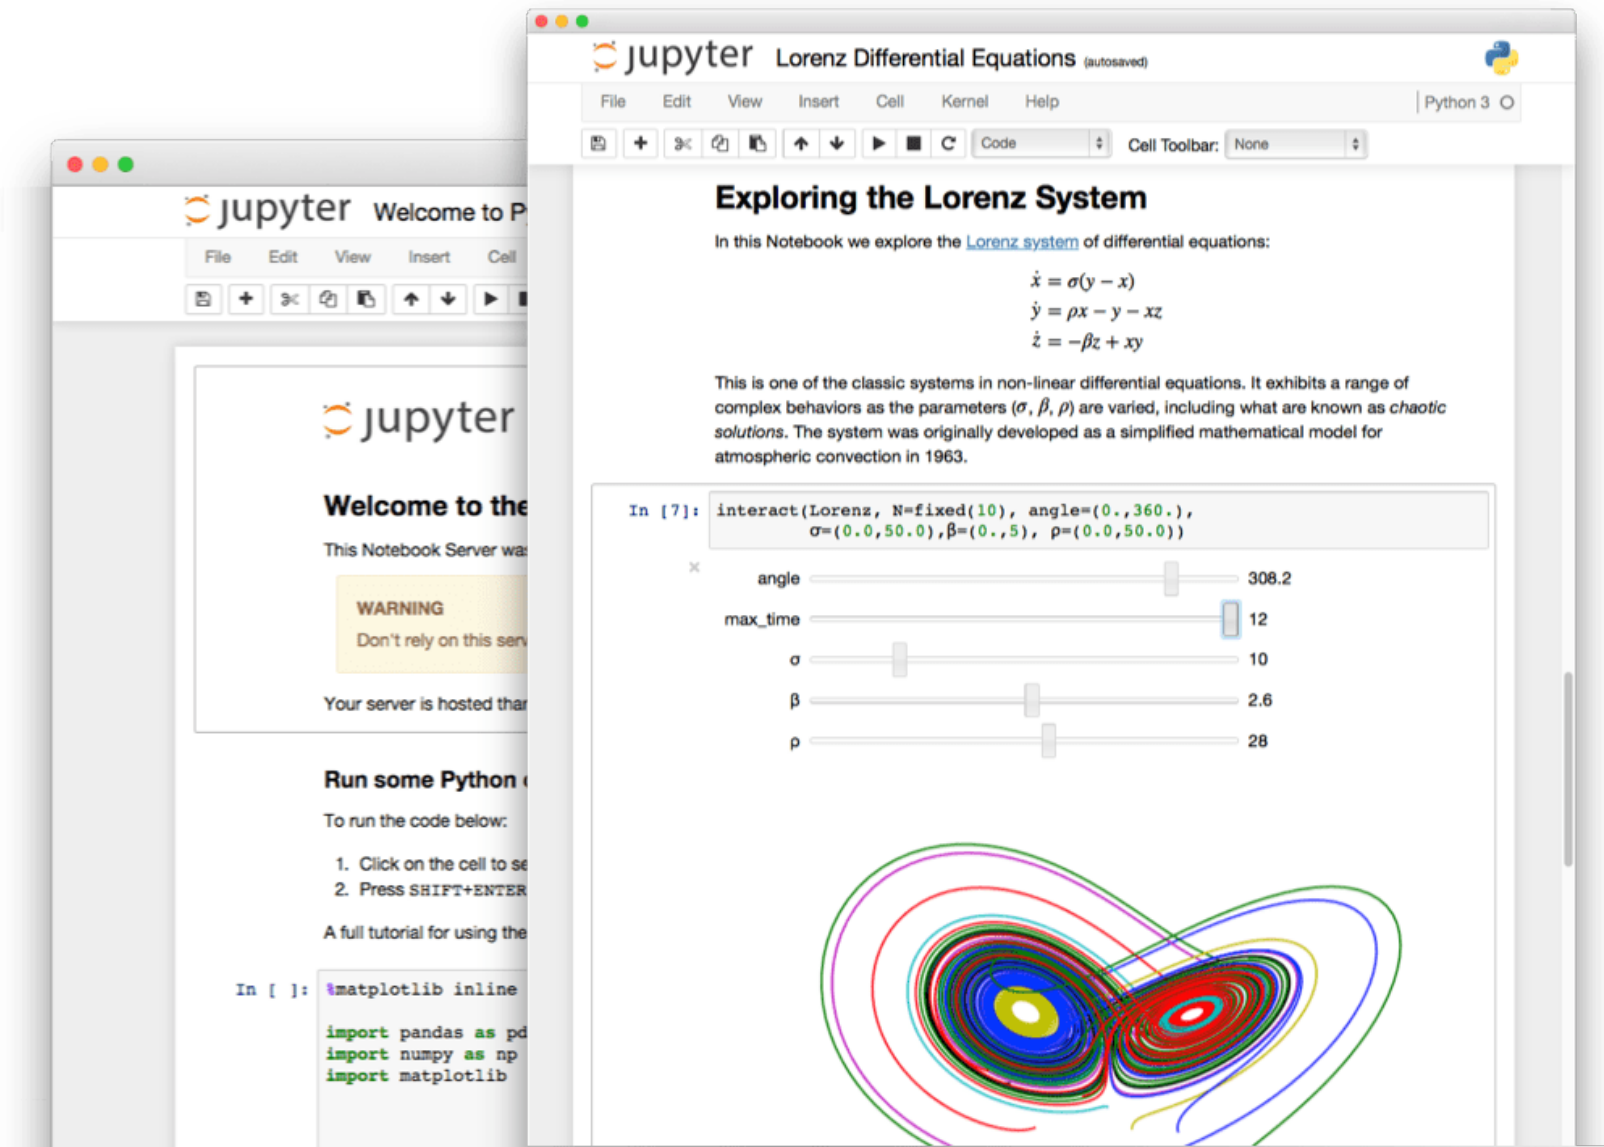 jupyter Lorenz Differential Equations (autosaved)
File Edit View Insert Cell Kernel Help
Python 3
Code
Cell Toolbar: None
Exploring the Lorenz System
In this Notebook we explore the Lorenz system of differential equations:
ẋ = σ(y − x)
ẏ = ρx − y − xz
ż = −βz + xy
This is one of the classic systems in non-linear differential equations. It exhibits a range of
complex behaviors as the parameters (σ, β, ρ) are varied, including what are known as chaotic
solutions. The system was originally developed as a simplified mathematical model for
atmospheric convection in 1963.
In [7]: interact(Lorenz, N=fixed(10), angle=(0.,360.),
σ=(0.0,50.0),β=(0.,5), ρ=(0.0,50.0))
angle 308.2
max_time 12
σ 10
β 2.6
ρ 28
jupyter Welcome to P
File Edit View Insert Cell
jupyter
Welcome to the
This Notebook Server was
WARNING
Don't rely on this serv
Your server is hosted than
Run some Python
To run the code below:
1. Click on the cell to se
2. Press SHIFT+ENTER
A full tutorial for using the
In [ ]: %matplotlib inline
import pandas as pd
import numpy as np
import matplotlib